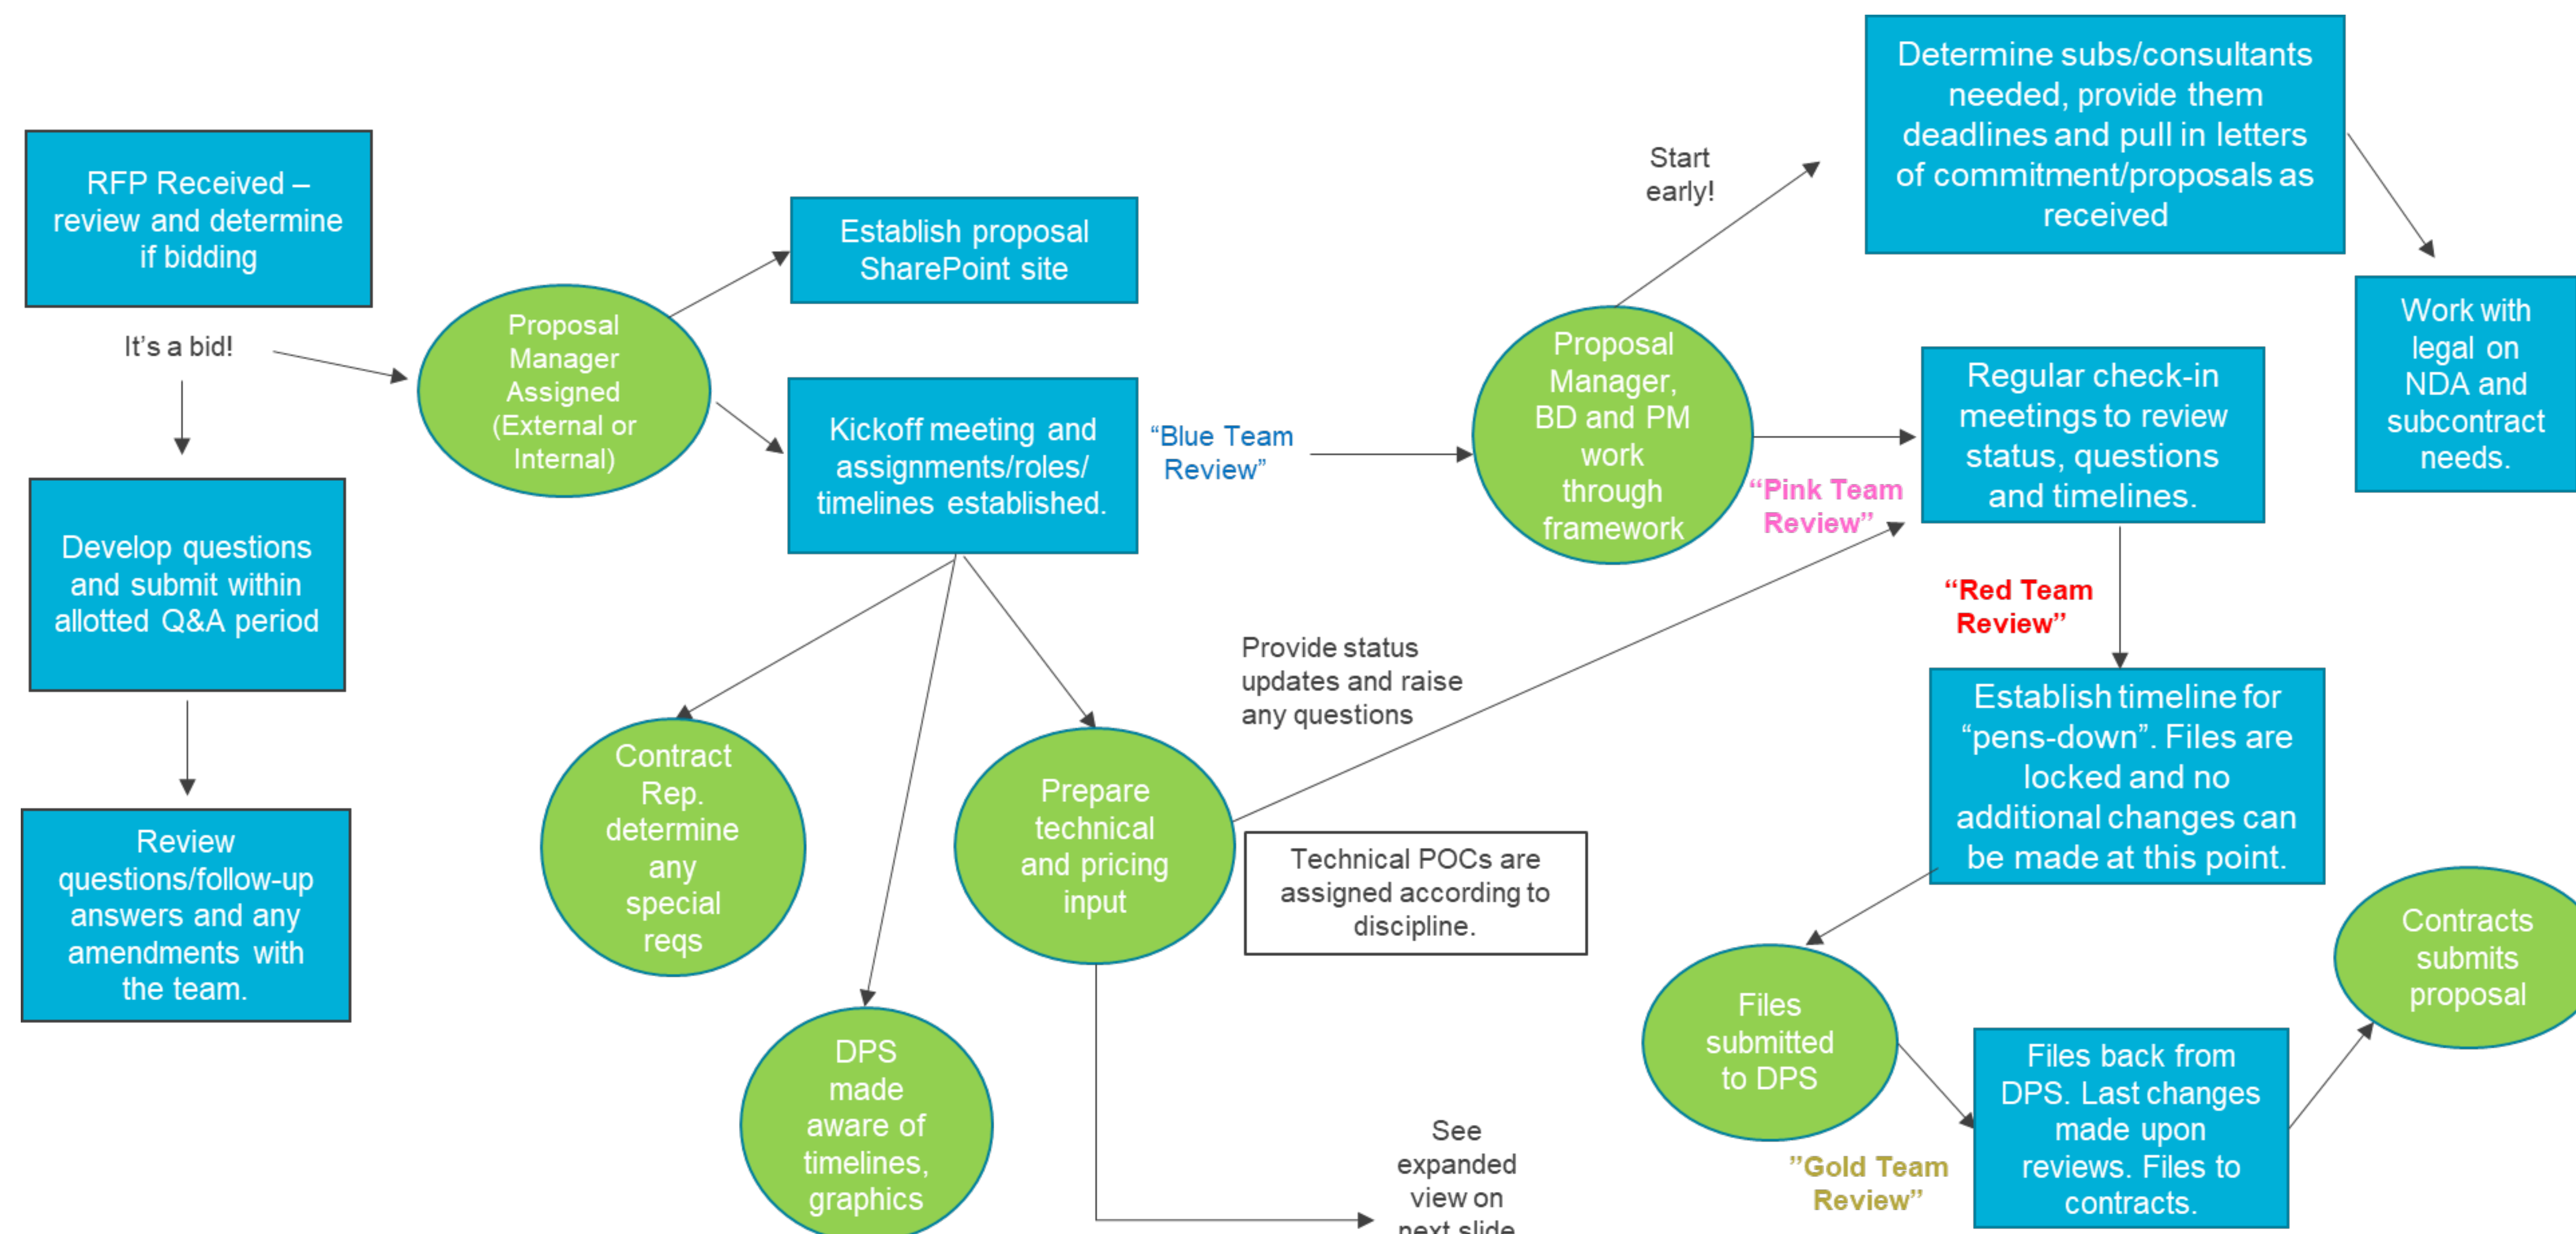 RFP Received –
review and determine
if bidding
It's a bid!
Develop questions
and submit within
allotted Q&A period
Review
questions/follow-up
answers and any
amendments with
the team.
Proposal
Manager
Assigned
(External or
Internal)
Establish proposal
SharePoint site
Kickoff meeting and
assignments/roles/
timelines established.
“Blue Team
Review”
Contract
Rep.
determine
any
special
reqs
DPS
made
aware of
timelines,
graphics
Prepare
technical
and pricing
input
Provide status
updates and raise
any questions
Technical POCs are
assigned according to
discipline.
See
expanded
view on
next slide
Proposal
Manager,
BD and PM
work
through
framework
Start
early!
Determine subs/consultants
needed, provide them
deadlines and pull in letters
of commitment/proposals as
received
Work with
legal on
NDA and
subcontract
needs.
“Pink Team
Review”
Regular check-in
meetings to review
status, questions
and timelines.
“Red Team
Review”
Establish timeline for
“pens-down”. Files are
locked and no
additional changes can
be made at this point.
Files
submitted
to DPS
”Gold Team
Review”
Files back from
DPS. Last changes
made upon
reviews. Files to
contracts.
Contracts
submits
proposal